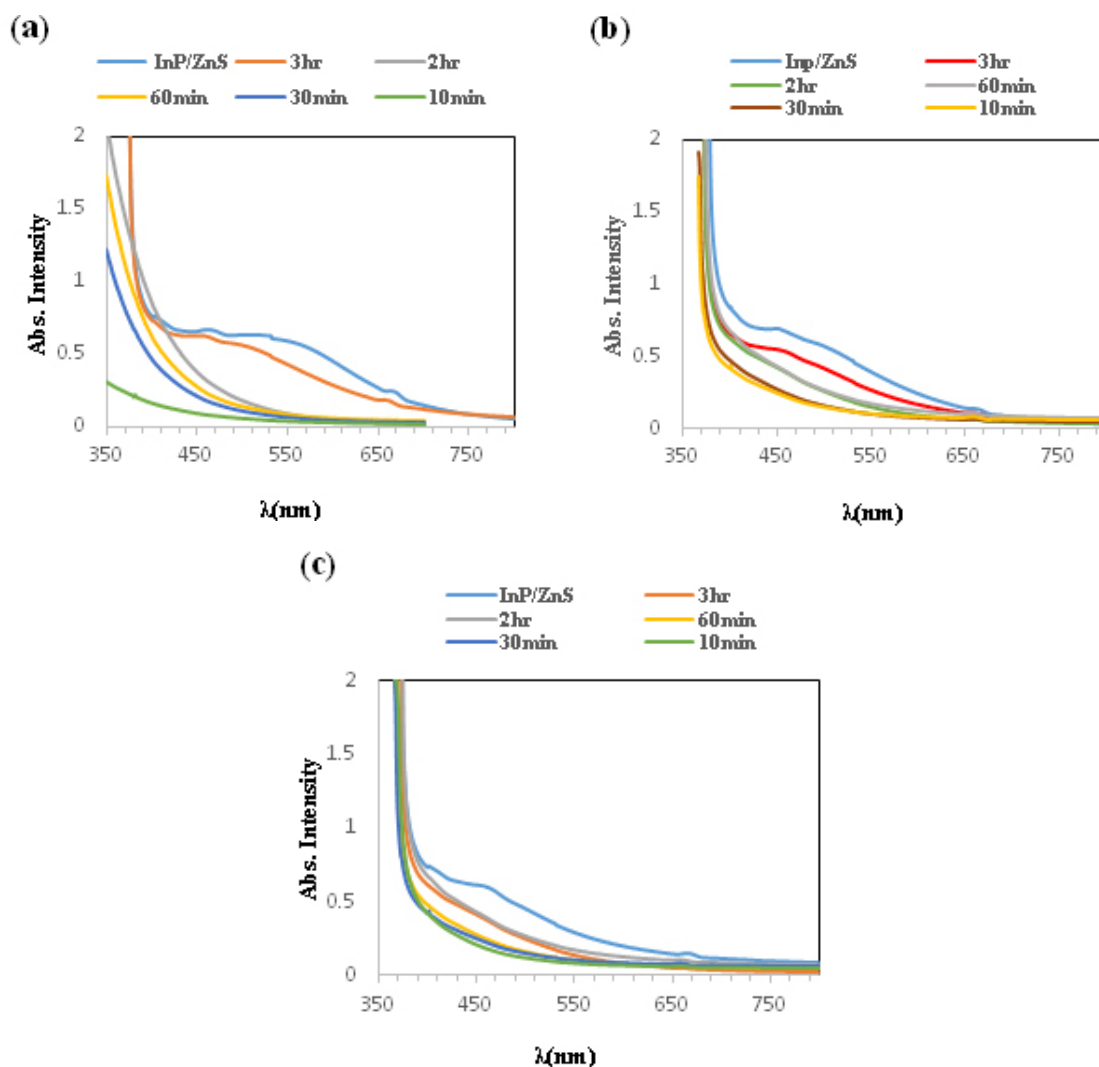 (a)
InP/ZnS 3hr 2hr
60min 30min 10min
2
1.5
1
0.5
0
Abs. Intensity
350 450 550 650 750
λ(nm)
(b)
Inp/ZnS 3hr
2hr 60min
30min 10min
2
1.5
1
0.5
0
Abs. Intensity
350 450 550 650 750
λ(nm)
(c)
InP/ZnS 3hr
2hr 60min
30min 10min
2
1.5
1
0.5
0
Abs. Intensity
350 450 550 650 750
λ(nm)